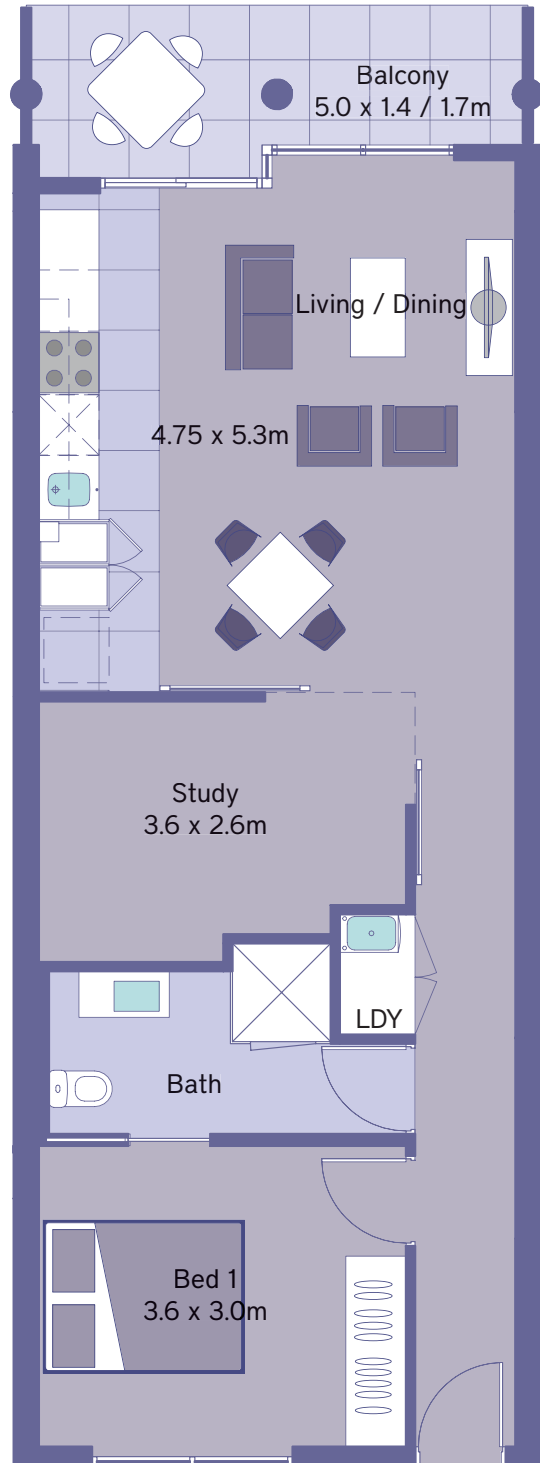 Balcony
5.0 x 1.4 / 1.7m
Living / Dining
4.75 x 5.3m
Study
3.6 x 2.6m
LDY
Bath
Bed 1
3.6 x 3.0m